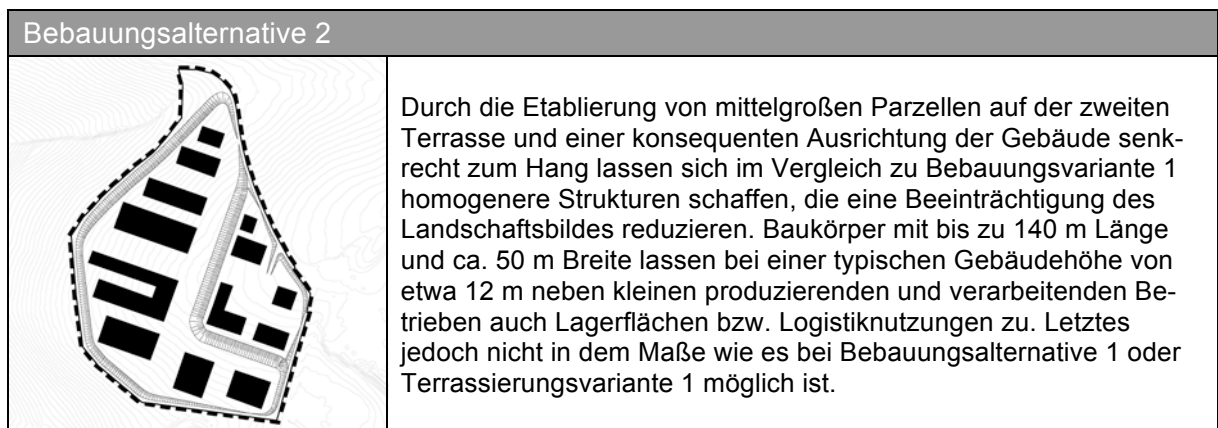 Bebauungsalternative 2
Durch die Etablierung von mittelgroßen Parzellen auf der zweiten
Terrasse und einer konsequenten Ausrichtung der Gebäude senk-
recht zum Hang lassen sich im Vergleich zu Bebauungsvariante 1
homogenere Strukturen schaffen, die eine Beeinträchtigung des
Landschaftsbildes reduzieren. Baukörper mit bis zu 140 m Länge
und ca. 50 m Breite lassen bei einer typischen Gebäudehöhe von
etwa 12 m neben kleinen produzierenden und verarbeitenden Be-
trieben auch Lagerflächen bzw. Logistiknutzungen zu. Letztes
jedoch nicht in dem Maße wie es bei Bebauungsalternative 1 oder
Terrassierungsvariante 1 möglich ist.